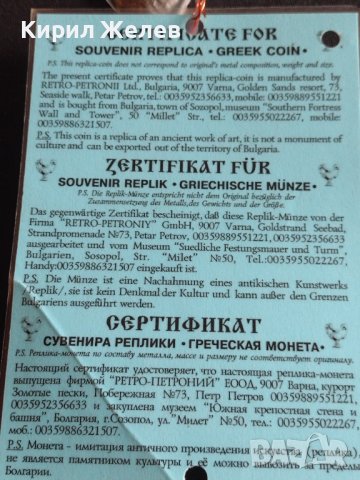 Кирил Желев
CATE FOR
SOUVENIR REPLICA • GREEK COIN •
P.S. This replica-coin does not correspond to original's metal composition, weight and size.
The present certificate proves that this replica-coin is manufactured by
RETRO-PETRONII Ltd., Bulgaria, 9007 Varna, Golden Sands resort, 73,
Seaside walk, Petar Petrov, tel.: 0035952356633, mobile: 00359889551221
and is bought from Bulgaria, town of Sosopol, museum "Southern Fortress
Wall and Tower", 50 "Millet" Str., tel.: 0035955022267, mobile:
00359886321507.
P.S. This coin is a replica of an ancient work of art, it is not a monument of
culture and can be exported out of the territory of Bulgaria.
ZERTIFIKAT FÜR
SOUVENIR REPLIK • GRIECHISCHE MÜNZE •
P.S. Die Replik-Münze entspricht nicht dem Original bezüglich der
Zusammensetzung des Metalls, des Gewichts und der Größe.
Das gegenwärtige Zertifikat bescheinigt, daß diese Replik-Münze von der
Firma "RETRO-PETRONIY" GmbH, 9007 Varna, Goldstrand Seebad,
Strandpromenade №73, Petar Petrov, 00359889551221, 0035952356633
ausgearbeitet und vom Museum "Suedliche Festungsmauer und Turm",
Bulgarien, Sosopol, Str. "Milet" №50, Tel.:0035955022267,
Handy:00359886321507 eingekauft ist.
P.S. Die Münze ist eine Nachahmung eines antikischen Kunstwerks
/Replik/, sie ist kein Denkmal der Kultur und kann außer den Grenzen
Bulgariens ausgeführt werden.
СЕРТИФИКАТ
СУВЕНИРА РЕПЛИКИ • ГРЕЧЕСКАЯ МОНЕТА •
P.S. Реплика-монета по составу металла, массе и размеру не соответствует оригиналу.
Настоящий сертификат удостоверяет, что настоящая реплика-монета
выпущена фирмой "РЕТРО-ПЕТРОНИЙ" ЕООД, 9007 Варна, курорт
Золотые пески, Побережная №73, Петр Петров 00359889551221,
0035952356633 и закуплена музеем "Южная крепостная стена и
башня", Болгария, г.Созопол, ул."Милет" №50, тел.:0035955022267,
моб.:00359886321507.
P.S. Монета - имитация античного произведения искусства (реплика),
не является памятником культуры и её можно вывозить за пределы
Болгарии.